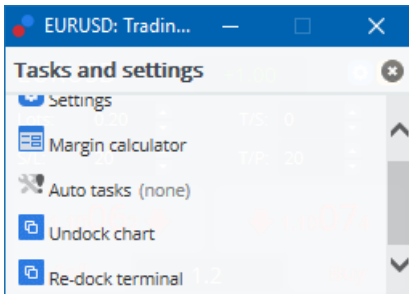 EURUSD: Tradin...
Tasks and settings
Settings
Margin calculator
Auto tasks (none)
Undock chart
Re-dock terminal